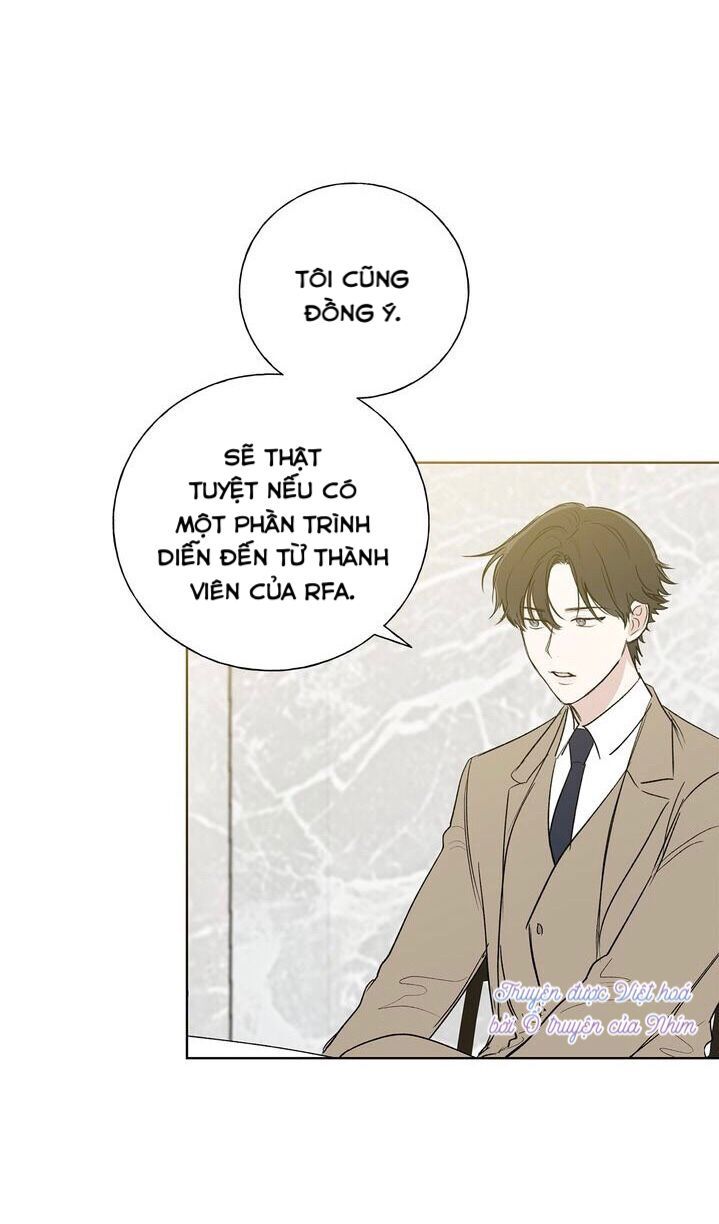 TÔI CŨNG
ĐỒNG Ý.
SẼ THẬT
TUYỆT NẾU CÓ
MỘT PHẦN TRÌNH
DIỄN ĐẾN TỪ THÀNH
VIÊN CỦA RFA.
Truyện được Việt hoá
bởi Ổ truyện của Nhím